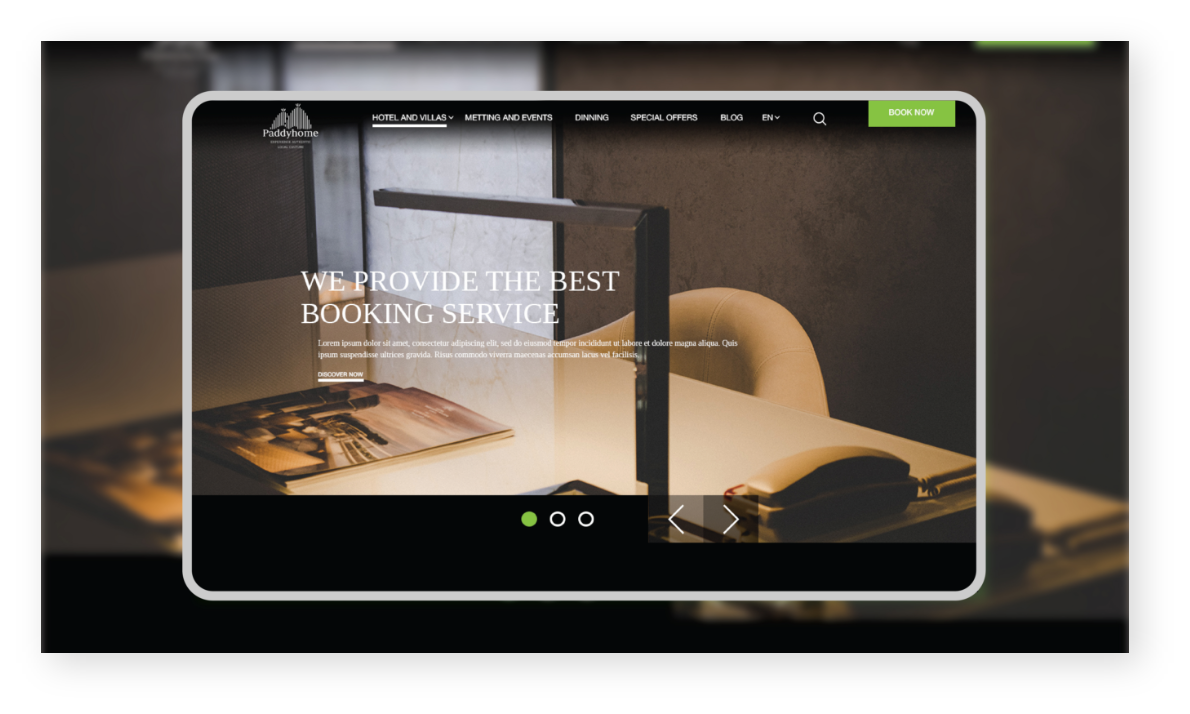 Paddyhome
HOTEL AND VILLAS
METTING AND EVENTS
DINNING
SPECIAL OFFERS
BLOG
EN
BOOK NOW
WE PROVIDE THE BEST
BOOKING SERVICE
Lorem ipsum dolor sit amet, consectetur adipiscing elit, sed do eiusmod tempor incididunt ut labore et dolore magna aliqua. Quis
ipsum suspendisse ultrices gravida. Risus commodo viverra maecenas accumsan lacus vel facilisis.
DISCOVER NOW